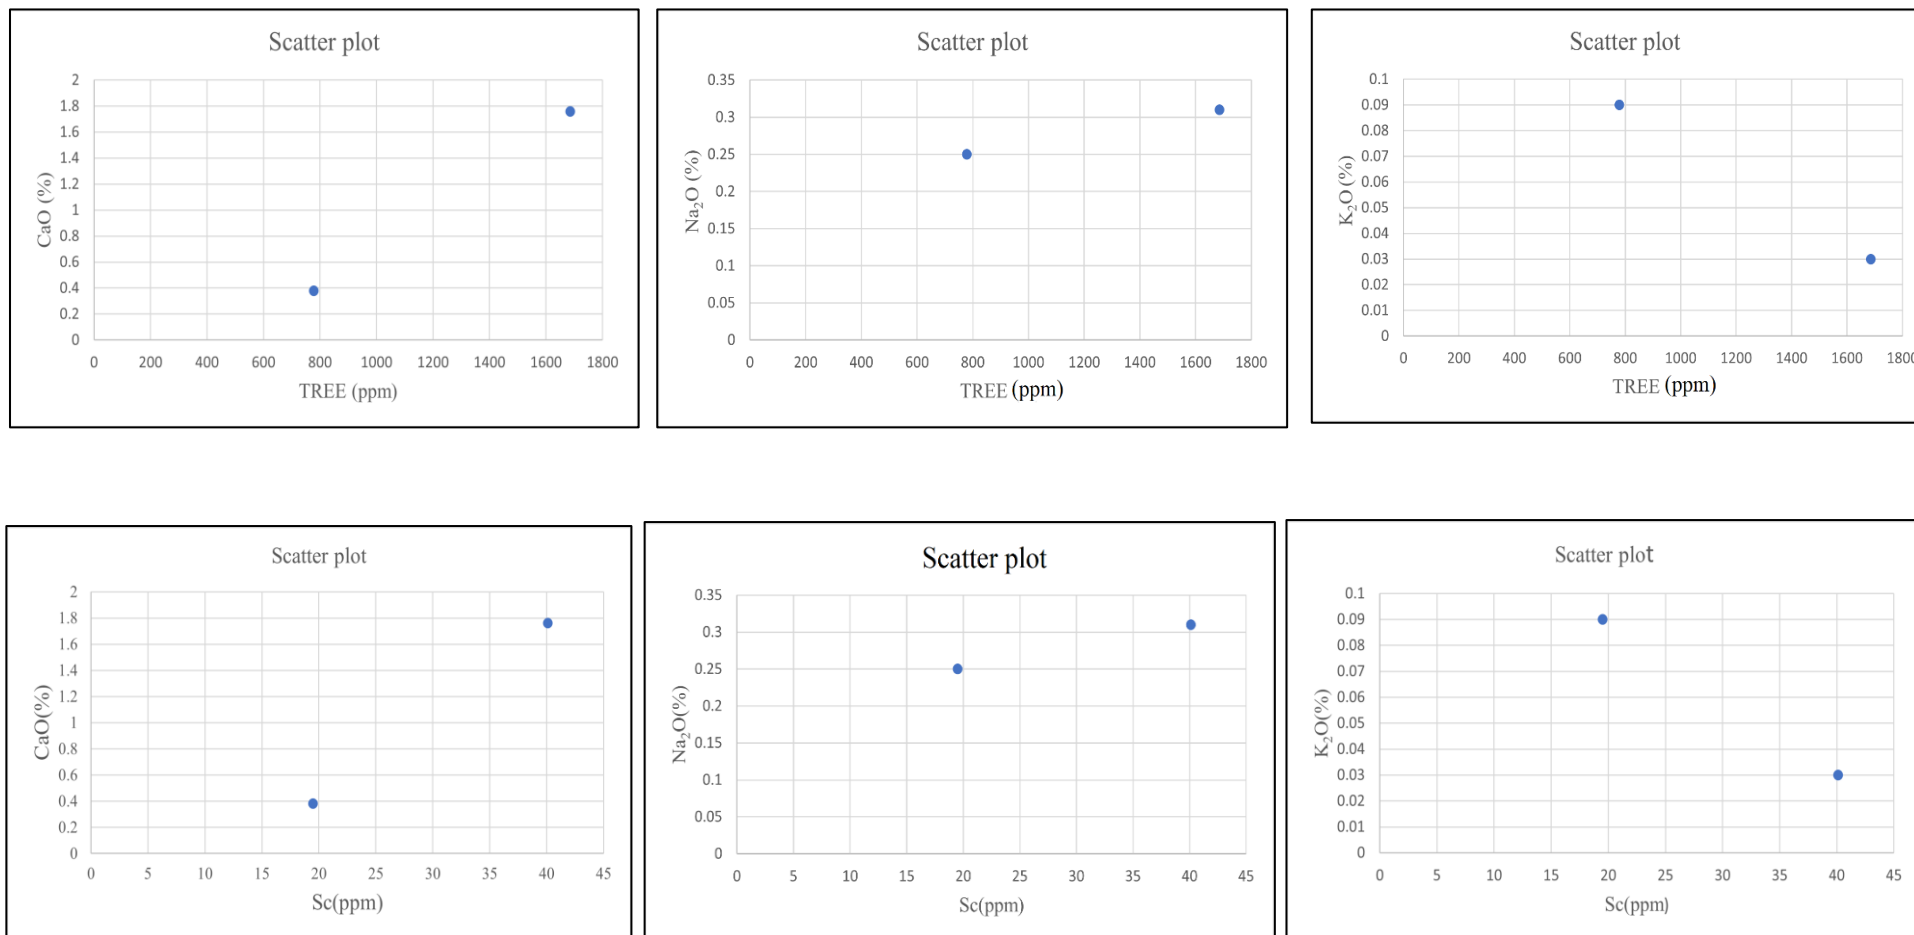 Scatter plot
2
1.8
1.6
1.4
1.2
1
0.8
0.6
0.4
0.2
0
CaO (%)
0 200 400 600 800 1000 1200 1400 1600 1800
TREE (ppm)
Scatter plot
0.35
0.3
0.25
0.2
0.15
0.1
0.05
0
Na₂O (%)
0 200 400 600 800 1000 1200 1400 1600 1800
TREE (ppm)
Scatter plot
0.1
0.09
0.08
0.07
0.06
0.05
0.04
0.03
0.02
0.01
0
K₂O (%)
0 200 400 600 800 1000 1200 1400 1600 1800
TREE (ppm)
Scatter plot
2
1.8
1.6
1.4
1.2
1
0.8
0.6
0.4
0.2
0
CaO(%)
0 5 10 15 20 25 30 35 40 45
Sc(ppm)
Scatter plot
0.35
0.3
0.25
0.2
0.15
0.1
0.05
0
Na₂O(%)
0 5 10 15 20 25 30 35 40 45
Sc(ppm)
Scatter plot
0.1
0.09
0.08
0.07
0.06
0.05
0.04
0.03
0.02
0.01
0
K₂O(%)
0 5 10 15 20 25 30 35 40 45
Sc(ppm)